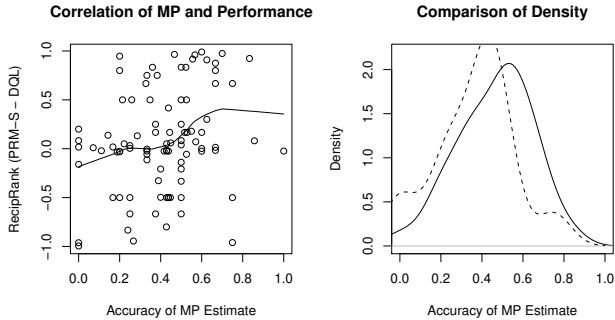 Correlation of MP and Performance
RecipRank (PRM−S − DQL)
1.0
0.5
0.0
−0.5
−1.0
0.0 0.2 0.4 0.6 0.8 1.0
Accuracy of MP Estimate
Comparison of Density
Density
2.0
1.5
1.0
0.5
0.0
0.0 0.2 0.4 0.6 0.8 1.0
Accuracy of MP Estimate